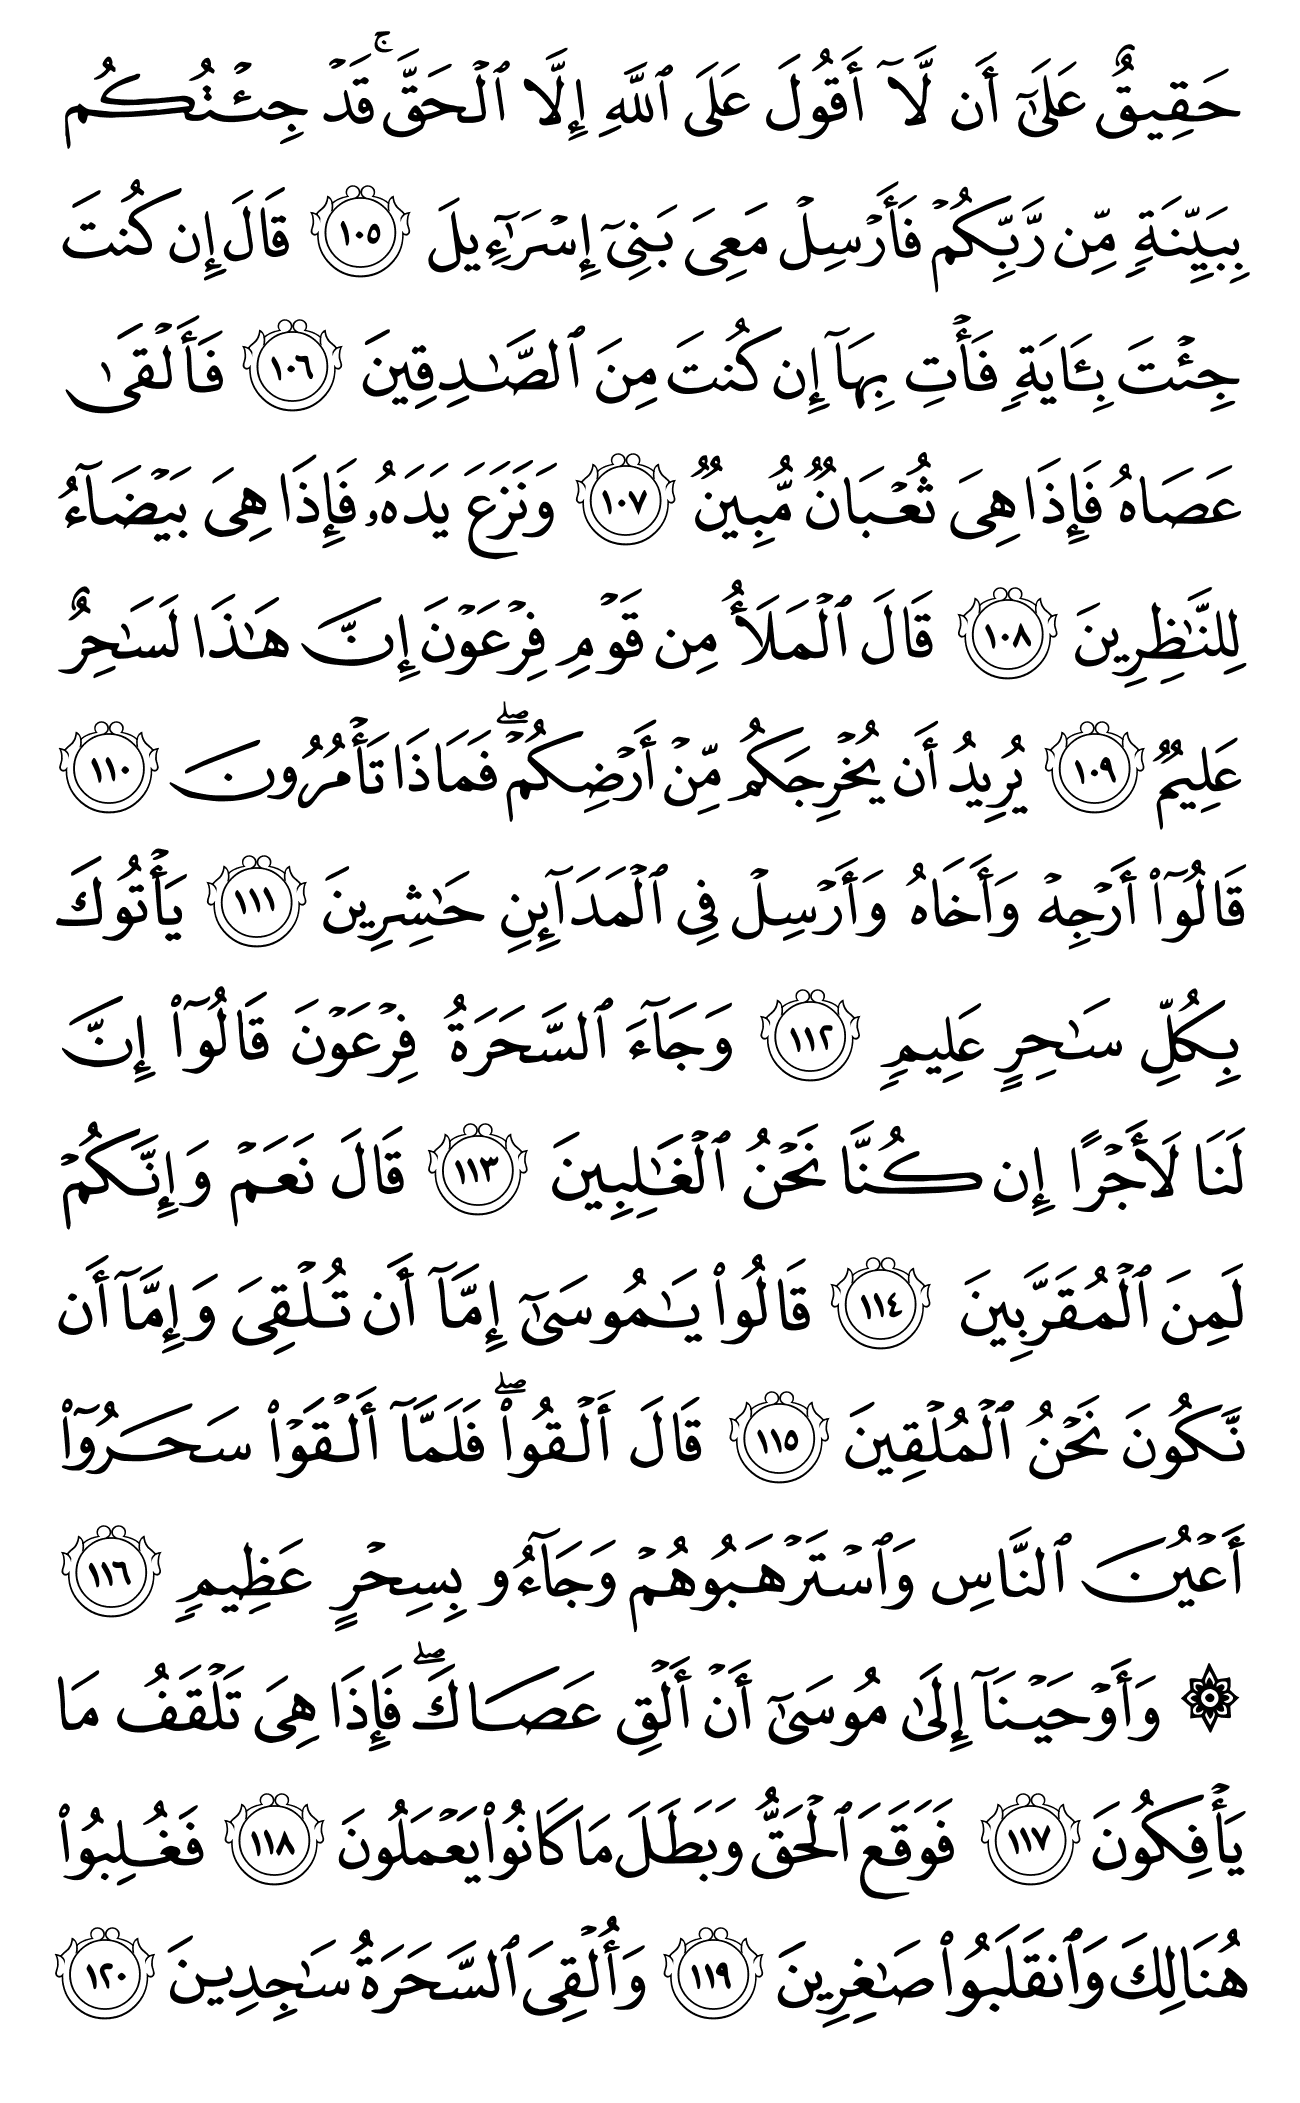 حَقِيقٌ عَلَىٰٓ أَن لَّآ أَقُولَ عَلَى ٱللَّهِ إِلَّا ٱلۡحَقَّۚ قَدۡ جِئۡتُكُم
بِبَيِّنَةٖ مِّن رَّبِّكُمۡ فَأَرۡسِلۡ مَعِيَ بَنِيٓ إِسۡرَٰٓءِيلَ ١٠٥ قَالَ إِن كُنتَ
جِئۡتَ بِـَٔايَةٖ فَأۡتِ بِهَآ إِن كُنتَ مِنَ ٱلصَّٰدِقِينَ ١٠٦ فَأَلۡقَىٰ
عَصَاهُ فَإِذَا هِيَ ثُعۡبَانٞ مُّبِينٞ ١٠٧ وَنَزَعَ يَدَهُۥ فَإِذَا هِيَ بَيۡضَآءُ
لِلنَّٰظِرِينَ ١٠٨ قَالَ ٱلۡمَلَأُ مِن قَوۡمِ فِرۡعَوۡنَ إِنَّ هَٰذَا لَسَٰحِرٌ
عَلِيمٞ ١٠٩ يُرِيدُ أَن يُخۡرِجَكُم مِّنۡ أَرۡضِكُمۡۖ فَمَاذَا تَأۡمُرُونَ ١١٠
قَالُوٓاْ أَرۡجِهۡ وَأَخَاهُ وَأَرۡسِلۡ فِي ٱلۡمَدَآئِنِ حَٰشِرِينَ ١١١ يَأۡتُوكَ
بِكُلِّ سَٰحِرٍ عَلِيمٖ ١١٢ وَجَآءَ ٱلسَّحَرَةُ فِرۡعَوۡنَ قَالُوٓاْ إِنَّ
لَنَا لَأَجۡرًا إِن كُنَّا نَحۡنُ ٱلۡغَٰلِبِينَ ١١٣ قَالَ نَعَمۡ وَإِنَّكُمۡ
لَمِنَ ٱلۡمُقَرَّبِينَ ١١٤ قَالُواْ يَٰمُوسَىٰٓ إِمَّآ أَن تُلۡقِيَ وَإِمَّآ أَن
نَّكُونَ نَحۡنُ ٱلۡمُلۡقِينَ ١١٥ قَالَ أَلۡقُواْۖ فَلَمَّآ أَلۡقَوۡاْ سَحَرُوٓاْ
أَعۡيُنَ ٱلنَّاسِ وَٱسۡتَرۡهَبُوهُمۡ وَجَآءُو بِسِحۡرٍ عَظِيمٖ ١١٦
۞ وَأَوۡحَيۡنَآ إِلَىٰ مُوسَىٰٓ أَنۡ أَلۡقِ عَصَاكَۖ فَإِذَا هِيَ تَلۡقَفُ مَا
يَأۡفِكُونَ ١١٧ فَوَقَعَ ٱلۡحَقُّ وَبَطَلَ مَا كَانُواْ يَعۡمَلُونَ ١١٨ فَغُلِبُواْ
هُنَالِكَ وَٱنقَلَبُواْ صَٰغِرِينَ ١١٩ وَأُلۡقِيَ ٱلسَّحَرَةُ سَٰجِدِينَ ١٢٠